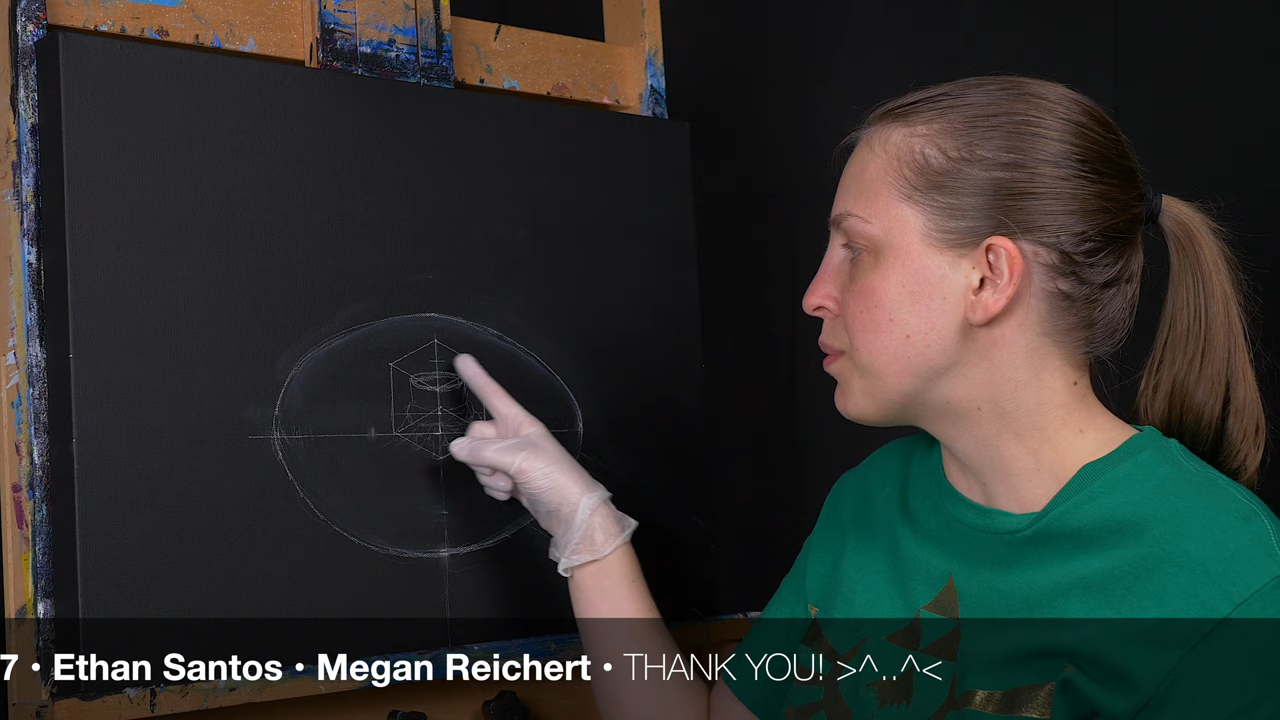 7 • Ethan Santos • Megan Reichert • THANK YOU! >^..^<